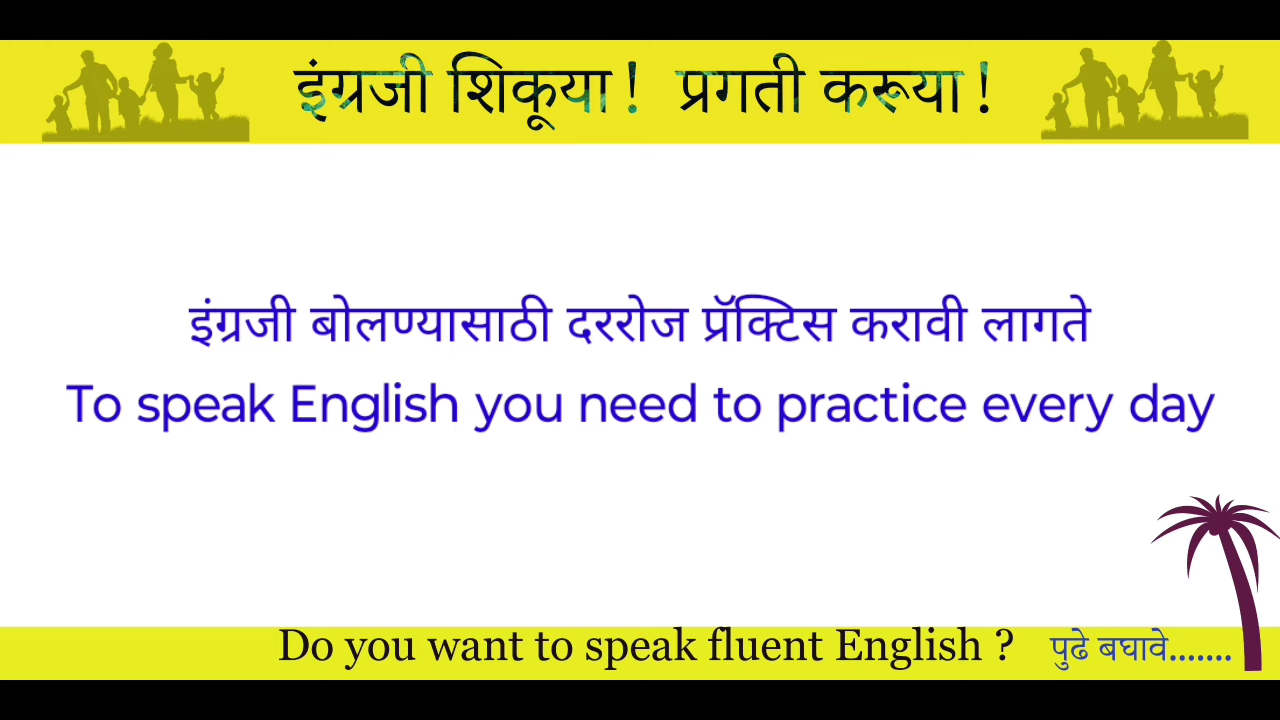 इंग्रजी शिकूया! प्रगती करूया!
इंग्रजी बोलण्यासाठी दररोज प्रॅक्टिस करावी लागते
To speak English you need to practice every day
Do you want to speak fluent English ? पुढे बघावे.......